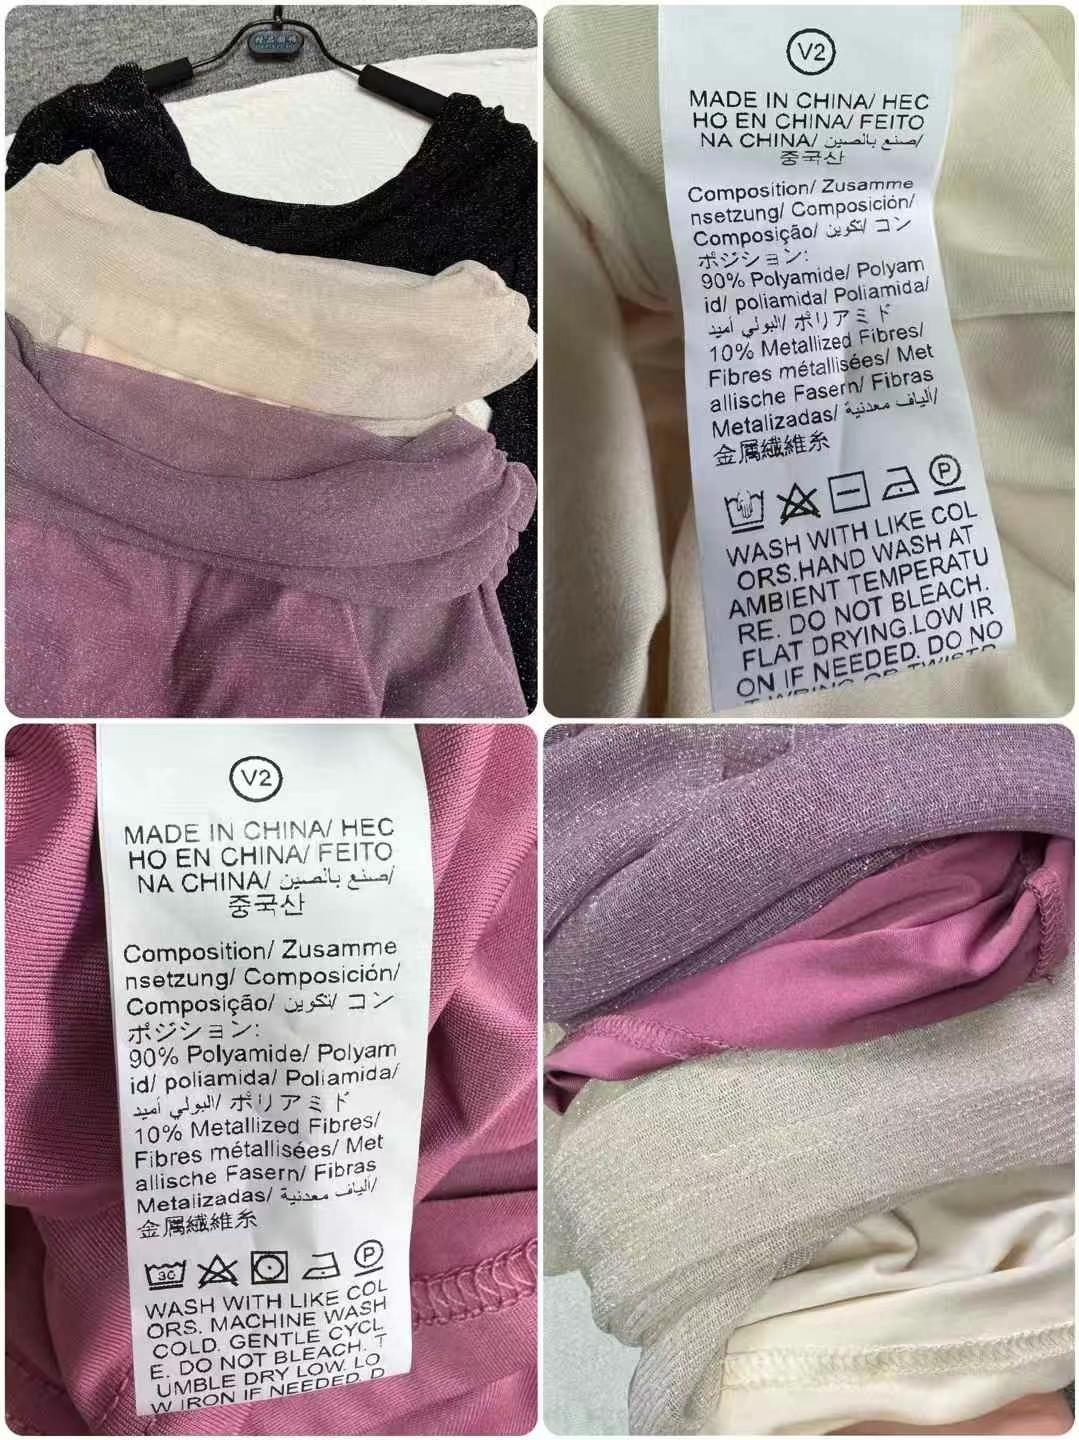 V2
MADE IN CHINA/ HEC
HO EN CHINA/ FEITO
NA CHINA/ صنع بالصين/
중국산
Composition/ Zusamme
nsetzung/ Composición/
Composição/ تكوين/ コン
ポジション:
90% Polyamide/ Polyam
id/ poliamida/ Poliamida/
البولي أميد/ ポリアミド
10% Metallized Fibres/
Fibres métallisées/ Met
allische Fasern/ Fibras
Metalizadas/ ألياف معدنية/
金属繊維糸
P
WASH WITH LIKE COL
ORS.HAND WASH AT
AMBIENT TEMPERATU
RE. DO NOT BLEACH.
FLAT DRYING.LOW IR
ON IF NEEDED. DO NO
T WRING OR TWIST
V2
MADE IN CHINA/ HEC
HO EN CHINA/ FEITO
NA CHINA/ صنع بالصين/
중국산
Composition/ Zusamme
nsetzung/ Composición/
Composição/ تكوين/ コン
ポジション:
90% Polyamide/ Polyam
id/ poliamida/ Poliamida/
البولي أميد/ ポリアミド
10% Metallized Fibres/
Fibres métallisées/ Met
allische Fasern/ Fibras
Metalizadas/ ألياف معدنية/
金属繊維糸
30 P
WASH WITH LIKE COL
ORS. MACHINE WASH
COLD. GENTLE CYCL
E. DO NOT BLEACH. T
UMBLE DRY LOW. LO
W IRON IF NEEDED. D